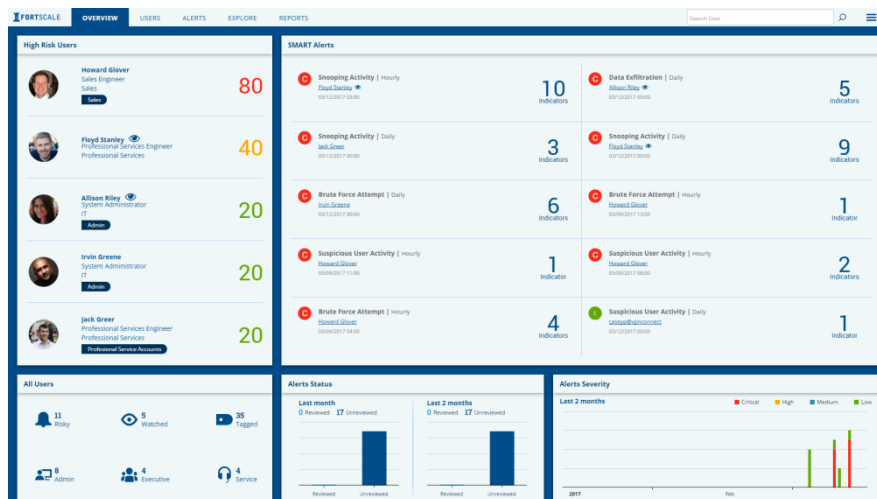 FORTSCALE
OVERVIEW
USERS
ALERTS
EXPLORE
REPORTS
Search User
High Risk Users
Howard Glover
Sales Engineer
Sales
Sales
80
Floyd Stanley
Professional Services Engineer
Professional Services
40
Allison Riley
System Administrator
IT
Admin
20
Irvin Greene
System Administrator
IT
Admin
20
Jack Greer
Professional Services Engineer
Professional Services
Profesional Service Accounts
20
SMART Alerts
C
Snooping Activity | Hourly
Floyd Stanley
03/12/2017 03:00
10
Indicators
C
Data Exfiltration | Daily
Allison Riley
03/12/2017 00:00
5
Indicators
C
Snooping Activity | Daily
Jack Greer
03/12/2017 00:00
3
Indicators
C
Snooping Activity | Daily
Floyd Stanley
03/12/2017 00:00
9
Indicators
C
Brute Force Attempt | Daily
Irvin Greene
03/12/2017 00:00
6
Indicators
C
Brute Force Attempt | Hourly
Howard Glover
03/09/2017 13:00
1
Indicator
C
Suspicious User Activity | Hourly
Howard Glover
03/09/2017 11:00
1
Indicator
C
Suspicious User Activity | Hourly
Howard Glover
03/09/2017 08:00
2
Indicators
C
Brute Force Attempt | Hourly
Howard Glover
03/09/2017 04:00
4
Indicators
L
Suspicious User Activity | Daily
03/12/2017 00:00
1
Indicator
All Users
11
Risky
5
Watched
35
Tagged
8
Admin
4
Executive
4
Service
Alerts Status
Last month
0 Reviewed 17 Unreviewed
Reviewed Unreviewed
Last 2 months
0 Reviewed 17 Unreviewed
Reviewed Unreviewed
Alerts Severity
Last 2 months
Critical
High
Medium
Low
2017
Feb